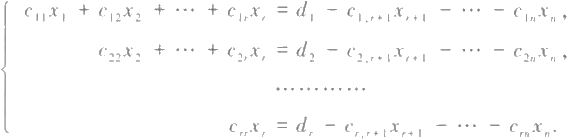 c₁₁x₁ + c₁₂x₂ + ⋯ + c₁ᵣxᵣ = d₁ − c₁,ᵣ₊₁xᵣ₊₁ − ⋯ − c₁ₙxₙ,
c₂₂x₂ + ⋯ + c₂ᵣxᵣ = d₂ − c₂,ᵣ₊₁xᵣ₊₁ − ⋯ − c₂ₙxₙ,
⋯⋯⋯⋯
cᵣᵣxᵣ = dᵣ − cᵣ,ᵣ₊₁xᵣ₊₁ − ⋯ − cᵣₙxₙ.